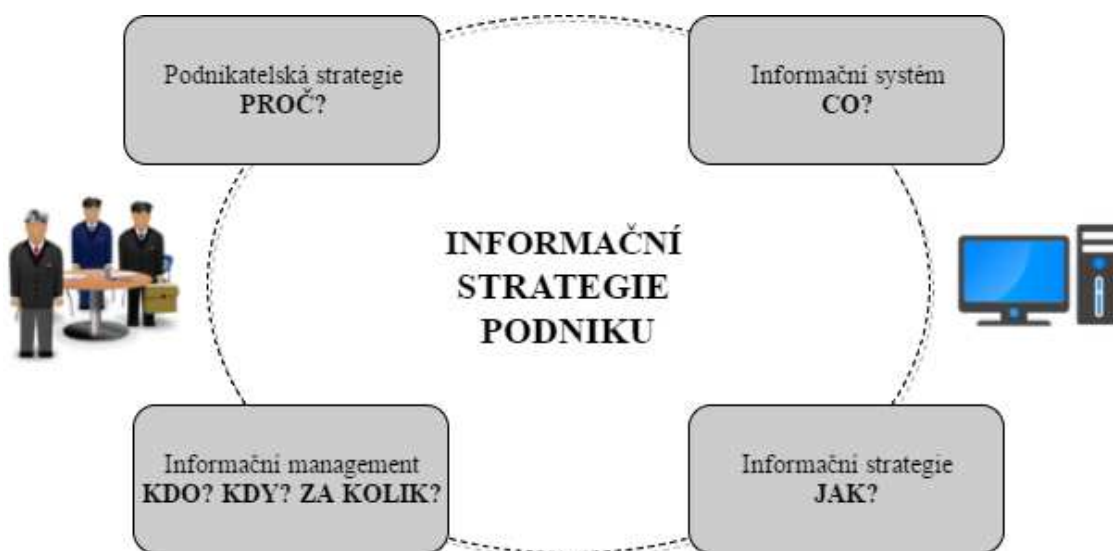 Podnikatelská strategie
PROČ?
Informační systém
CO?
INFORMAČNÍ
STRATEGIE
PODNIKU
Informační management
KDO? KDY? ZA KOLIK?
Informační strategie
JAK?